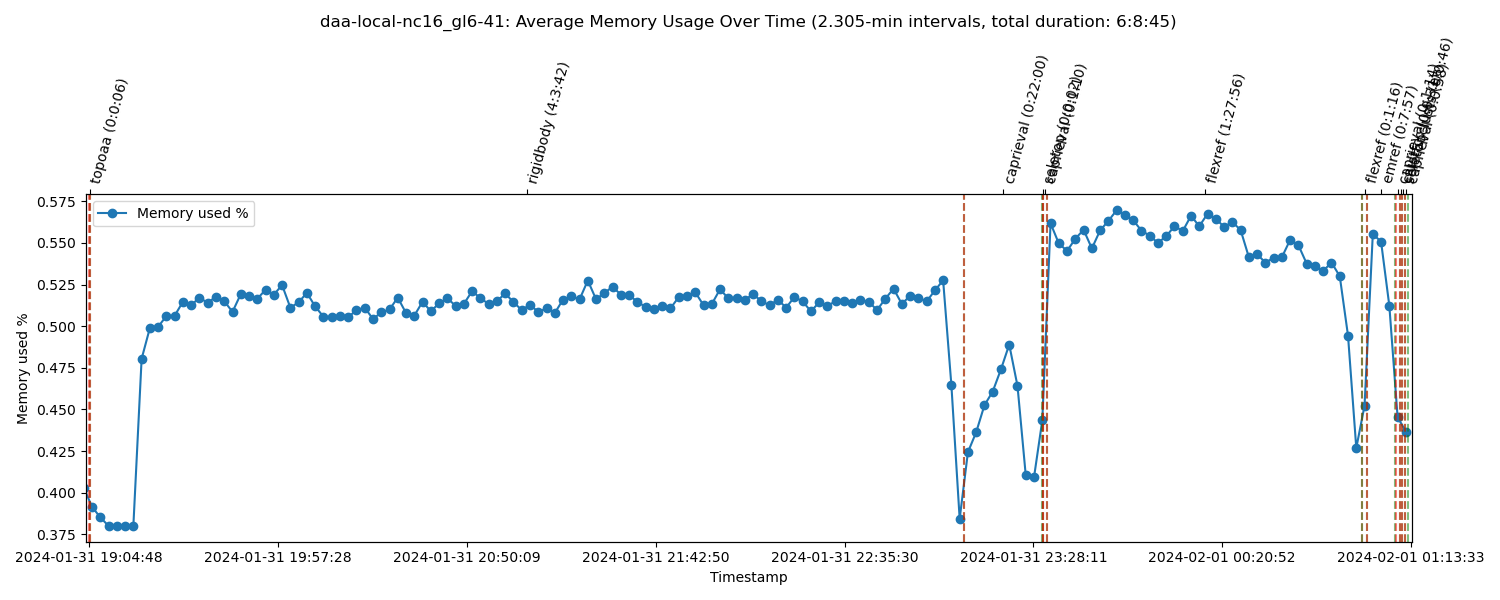 daa-local-nc16_gl6-41: Average Memory Usage Over Time (2.305-min intervals, total duration: 6:8:45)
topoaa (0:0:06)
rigidbody (4:3:42)
caprieval (0:22:00)
caprieval (0:1:10)
flexref (1:27:56)
flexref (0:1:16)
emref (0:7:57)
Memory used %
0.575
0.550
0.525
0.500
0.475
0.450
0.425
0.400
0.375
Memory used %
2024-01-31 19:04:48
2024-01-31 19:57:28
2024-01-31 20:50:09
2024-01-31 21:42:50
2024-01-31 22:35:30
2024-01-31 23:28:11
2024-02-01 00:20:52
2024-02-01 01:13:33
Timestamp